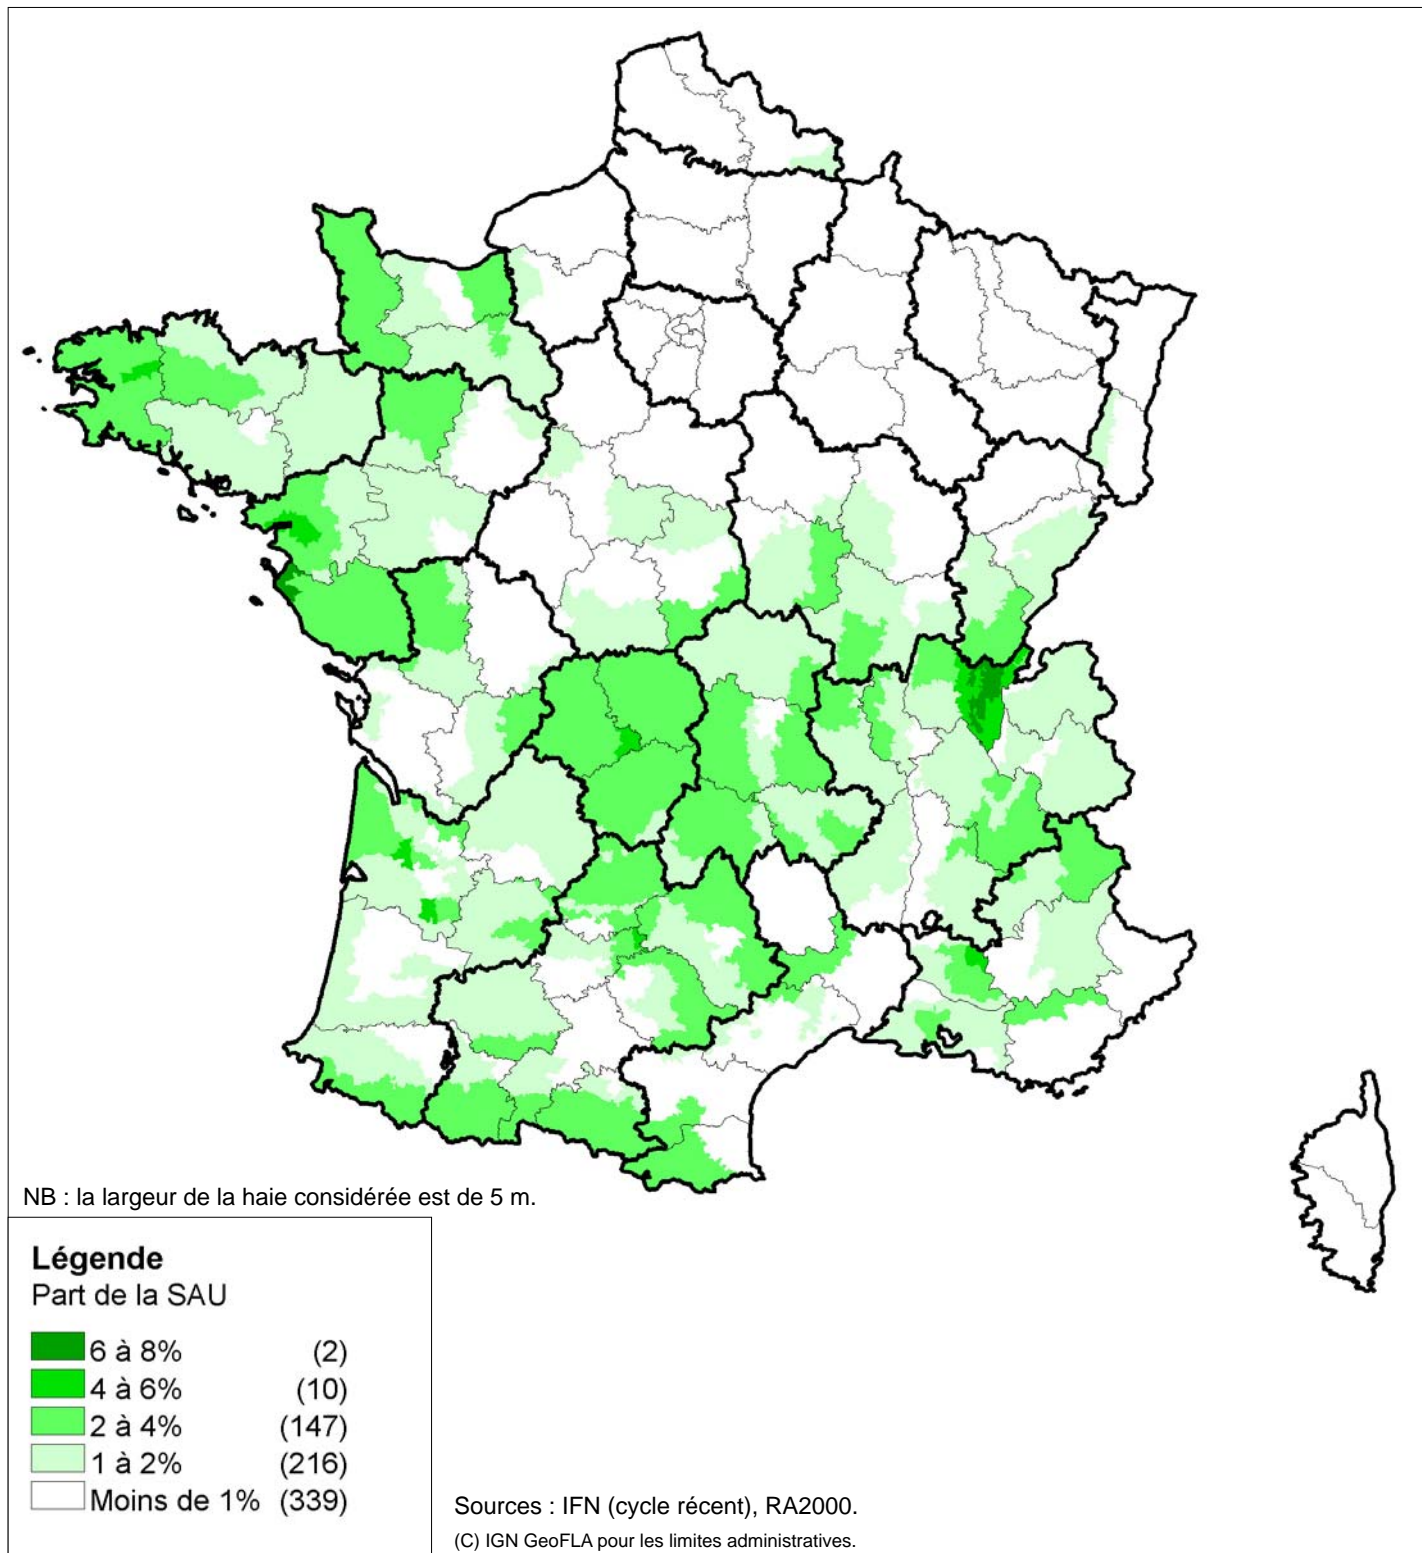 NB : la largeur de la haie considérée est de 5 m.
Légende
Part de la SAU
6 à 8% (2)
4 à 6% (10)
2 à 4% (147)
1 à 2% (216)
Moins de 1% (339)
Sources : IFN (cycle récent), RA2000.
(C) IGN GeoFLA pour les limites administratives.